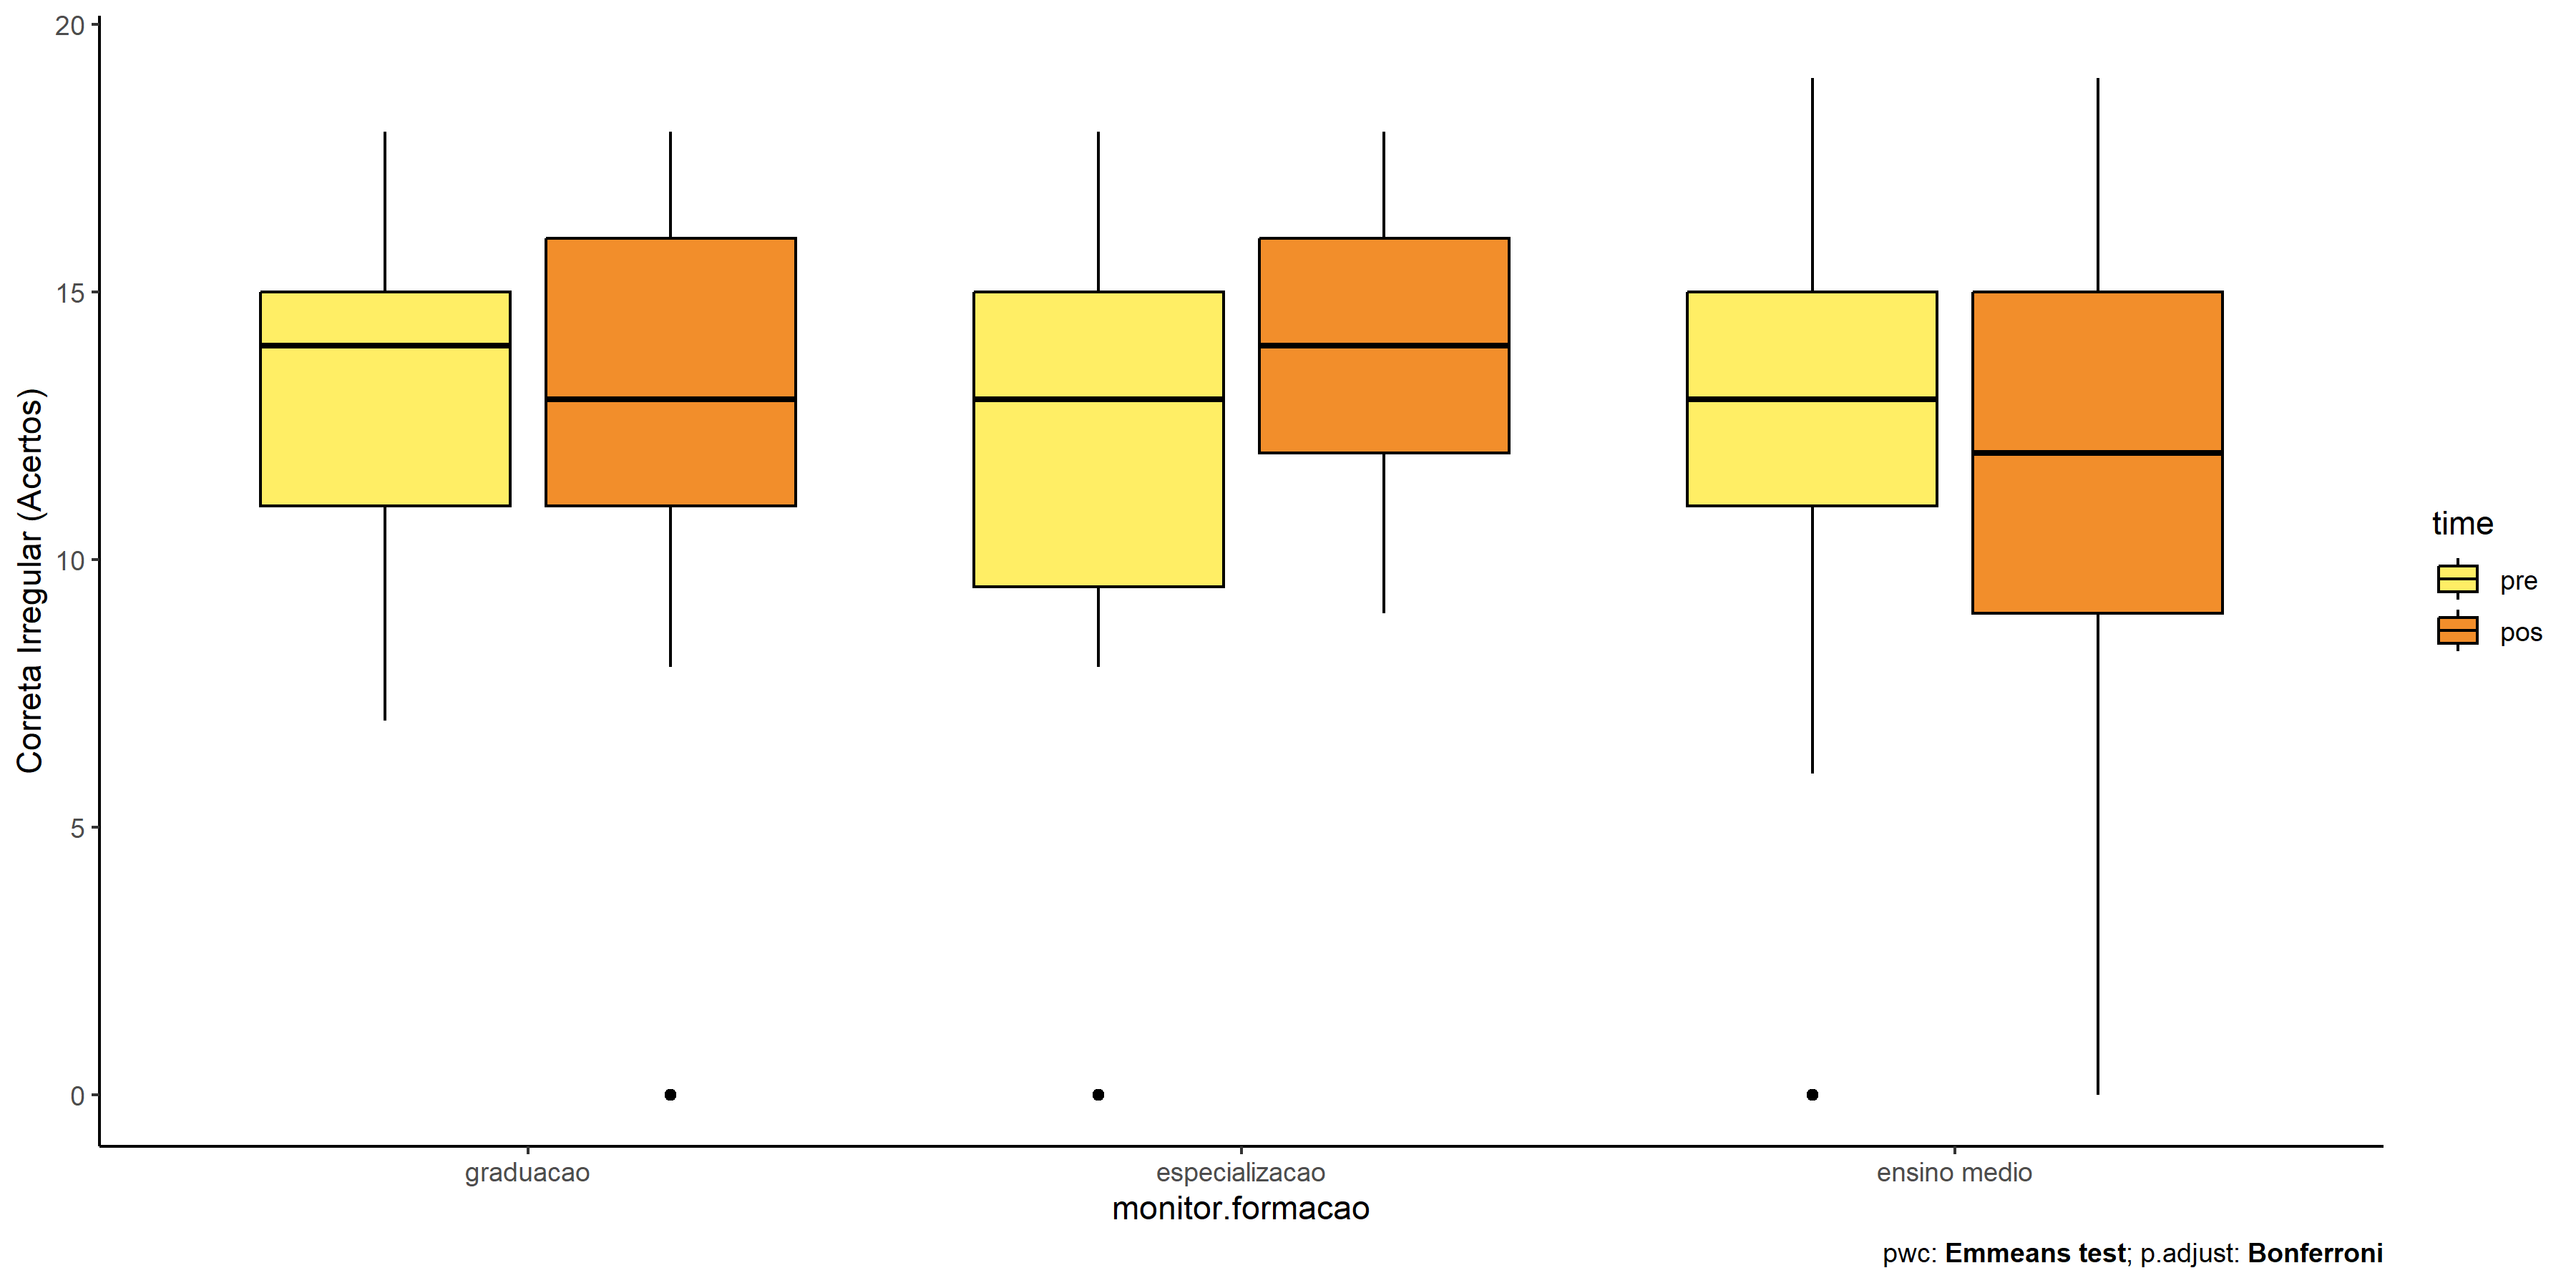 20
15
10
5
0
Correta Irregular (Acertos)
graduacao
especializacao
ensino medio
monitor.formacao
time
pre
pos
pwc: Emmeans test; p.adjust: Bonferroni